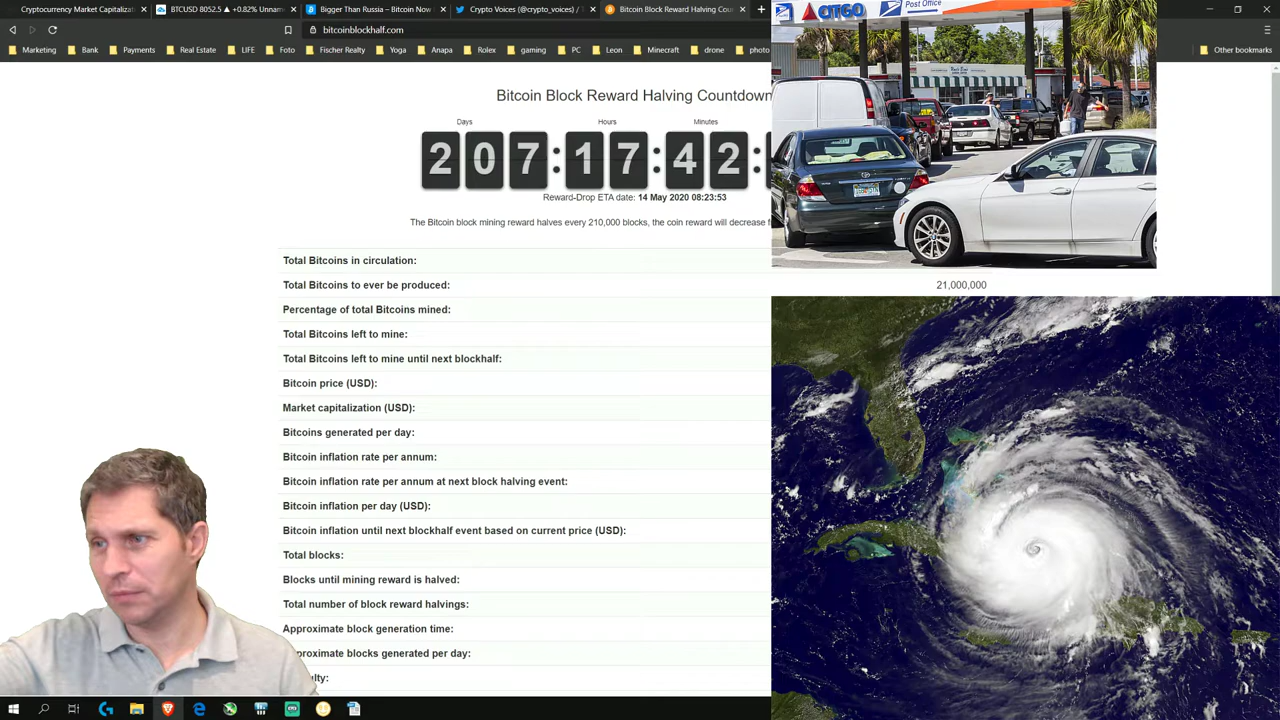 Cryptocurrency Market Capitalizat
BTCUSD 8052.5 ▲ +0.82% Unnam
Bigger Than Russia – Bitcoin Now
Twitter Crypto Voices (@crypto_voices) /
Bitcoin Block Reward Halving Cou
bitcoinblockhalf.com
Marketing Bank Payments Real Estate LIFE Foto Fischer Realty Yoga Anapa Rolex gaming PC Leon Minecraft drone photo Other bookmarks
Post Office
Bitcoin Block Reward Halving Countdown
Days Hours Minutes
207:17:42:
Reward-Drop ETA date: 14 May 2020 08:23:53
The Bitcoin block mining reward halves every 210,000 blocks, the coin reward will decrease f
Total Bitcoins in circulation:
Total Bitcoins to ever be produced:
21,000,000
Percentage of total Bitcoins mined:
Total Bitcoins left to mine:
Total Bitcoins left to mine until next blockhalf:
Bitcoin price (USD):
Market capitalization (USD):
Bitcoins generated per day:
Bitcoin inflation rate per annum:
Bitcoin inflation rate per annum at next block halving event:
Bitcoin inflation per day (USD):
Bitcoin inflation until next blockhalf event based on current price (USD):
Total blocks:
Blocks until mining reward is halved:
Total number of block reward halvings:
Approximate block generation time:
proximate blocks generated per day:
ulty: